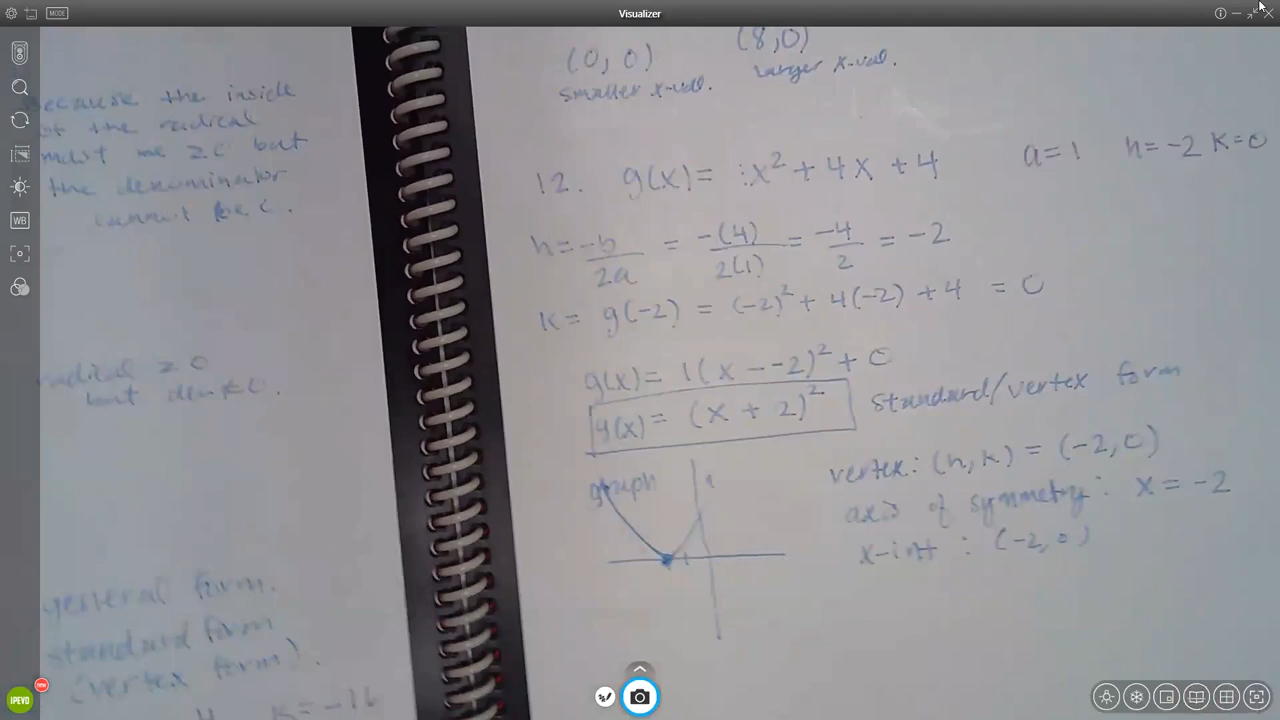 MODE
Visualizer
Because the inside
of the radical
must be ≥0 but
the denominator
cannot be 0.
radical ≥ 0
but den ≠ 0.
general form.
standard form
(vertex form).
K = -16
(0, 0) (8,0)
smaller x-val. larger x-val.
12. g(x) = x² + 4x + 4 a=1 h=-2 K=0
h = -b/2a = -(4)/2(1) = -4/2 = -2
K = g(-2) = (-2)² + 4(-2) + 4 = 0
g(x) = 1(x - -2)² + 0
g(x) = (x + 2)² standard/vertex form
graph
vertex: (h, K) = (-2, 0)
axis of symmetry: x = -2
x-int: (-2, 0)
IPEVO
new